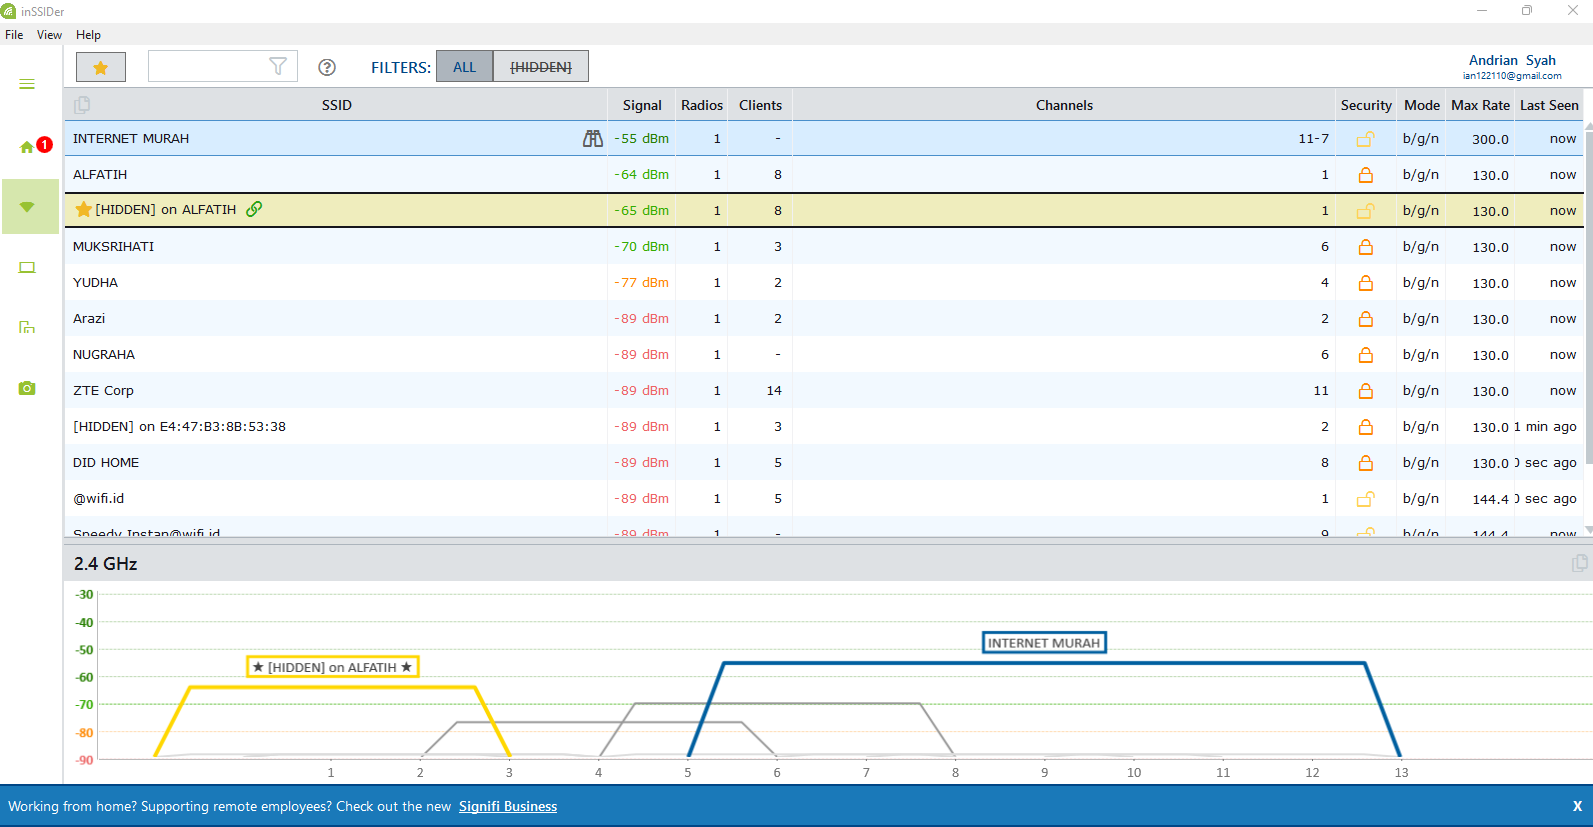 inSSIDer
File View Help
FILTERS: ALL [HIDDEN]
Andrian Syah
ian122110@gmail.com
SSID Signal Radios Clients Channels Security Mode Max Rate Last Seen
1
INTERNET MURAH -55 dBm 1 - 11-7 b/g/n 300.0 now
ALFATIH -64 dBm 1 8 1 b/g/n 130.0 now
[HIDDEN] on ALFATIH -65 dBm 1 8 1 b/g/n 130.0 now
MUKSRIHATI -70 dBm 1 3 6 b/g/n 130.0 now
YUDHA -77 dBm 1 2 4 b/g/n 130.0 now
Arazi -89 dBm 1 2 2 b/g/n 130.0 now
NUGRAHA -89 dBm 1 - 6 b/g/n 130.0 now
ZTE Corp -89 dBm 1 14 11 b/g/n 130.0 now
[HIDDEN] on E4:47:B3:8B:53:38 -89 dBm 1 3 2 b/g/n 130.0 1 min ago
DID HOME -89 dBm 1 5 8 b/g/n 130.0 0 sec ago
@wifi.id -89 dBm 1 5 1 b/g/n 144.4 0 sec ago
Speedy Instan@wifi.id -89 dBm 1 - 9 b/g/n 144.4 now
2.4 GHz
-30
-40
-50
-60
-70
-80
-90
INTERNET MURAH
★ [HIDDEN] on ALFATIH ★
1 2 3 4 5 6 7 8 9 10 11 12 13
Working from home? Supporting remote employees? Check out the new Signifi Business X